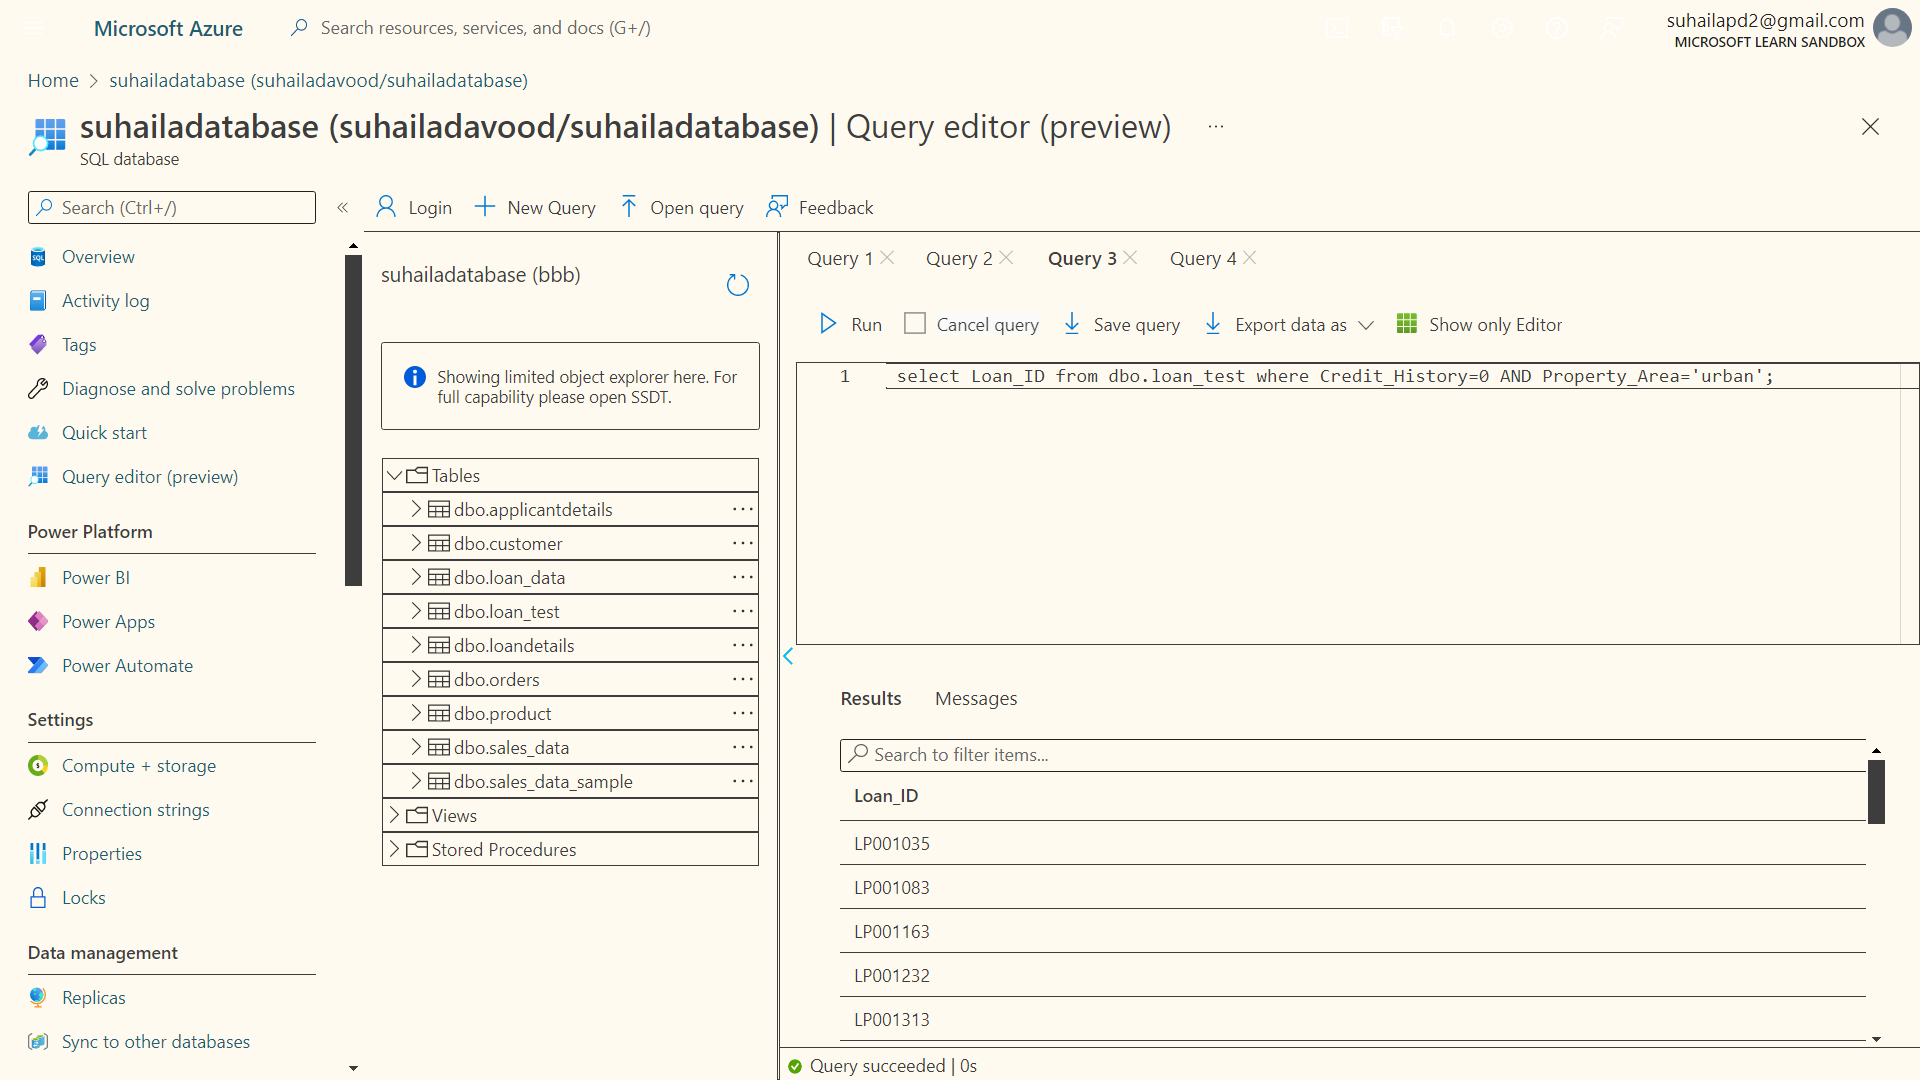 Microsoft Azure
Search resources, services, and docs (G+/)
suhailapd2@gmail.com
MICROSOFT LEARN SANDBOX
Home > suhailadatabase (suhailadavood/suhailadatabase)
suhailadatabase (suhailadavood/suhailadatabase) | Query editor (preview) ...
SQL database
Search (Ctrl+/)
«
Overview
Activity log
Tags
Diagnose and solve problems
Quick start
Query editor (preview)
Power Platform
Power BI
Power Apps
Power Automate
Settings
Compute + storage
Connection strings
Properties
Locks
Data management
Replicas
Sync to other databases
Login
New Query
Open query
Feedback
suhailadatabase (bbb)
Showing limited object explorer here. For
full capability please open SSDT.
Tables
dbo.applicantdetails ...
dbo.customer ...
dbo.loan_data ...
dbo.loan_test ...
dbo.loandetails ...
dbo.orders ...
dbo.product ...
dbo.sales_data ...
dbo.sales_data_sample ...
Views
Stored Procedures
Query 1
Query 2
Query 3
Query 4
Run
Cancel query
Save query
Export data as
Show only Editor
1 select Loan_ID from dbo.loan_test where Credit_History=0 AND Property_Area='urban';
Results
Messages
Search to filter items...
Loan_ID
LP001035
LP001083
LP001163
LP001232
LP001313
Query succeeded | 0s